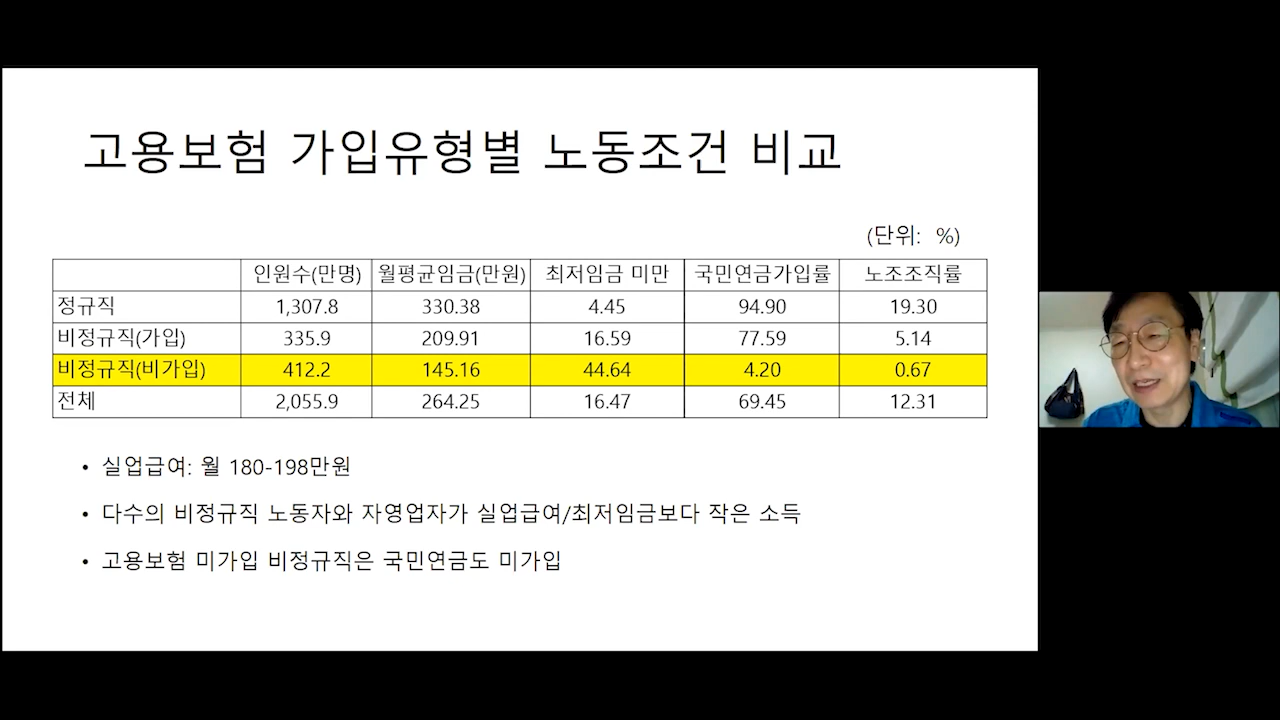 고용보험 가입유형별 노동조건 비교
(단위: %)
인원수(만명) 월평균임금(만원) 최저임금 미만 국민연금가입률 노조조직률
정규직 1,307.8 330.38 4.45 94.90 19.30
비정규직(가입) 335.9 209.91 16.59 77.59 5.14
비정규직(비가입) 412.2 145.16 44.64 4.20 0.67
전체 2,055.9 264.25 16.47 69.45 12.31
• 실업급여: 월 180-198만원
• 다수의 비정규직 노동자와 자영업자가 실업급여/최저임금보다 작은 소득
• 고용보험 미가입 비정규직은 국민연금도 미가입